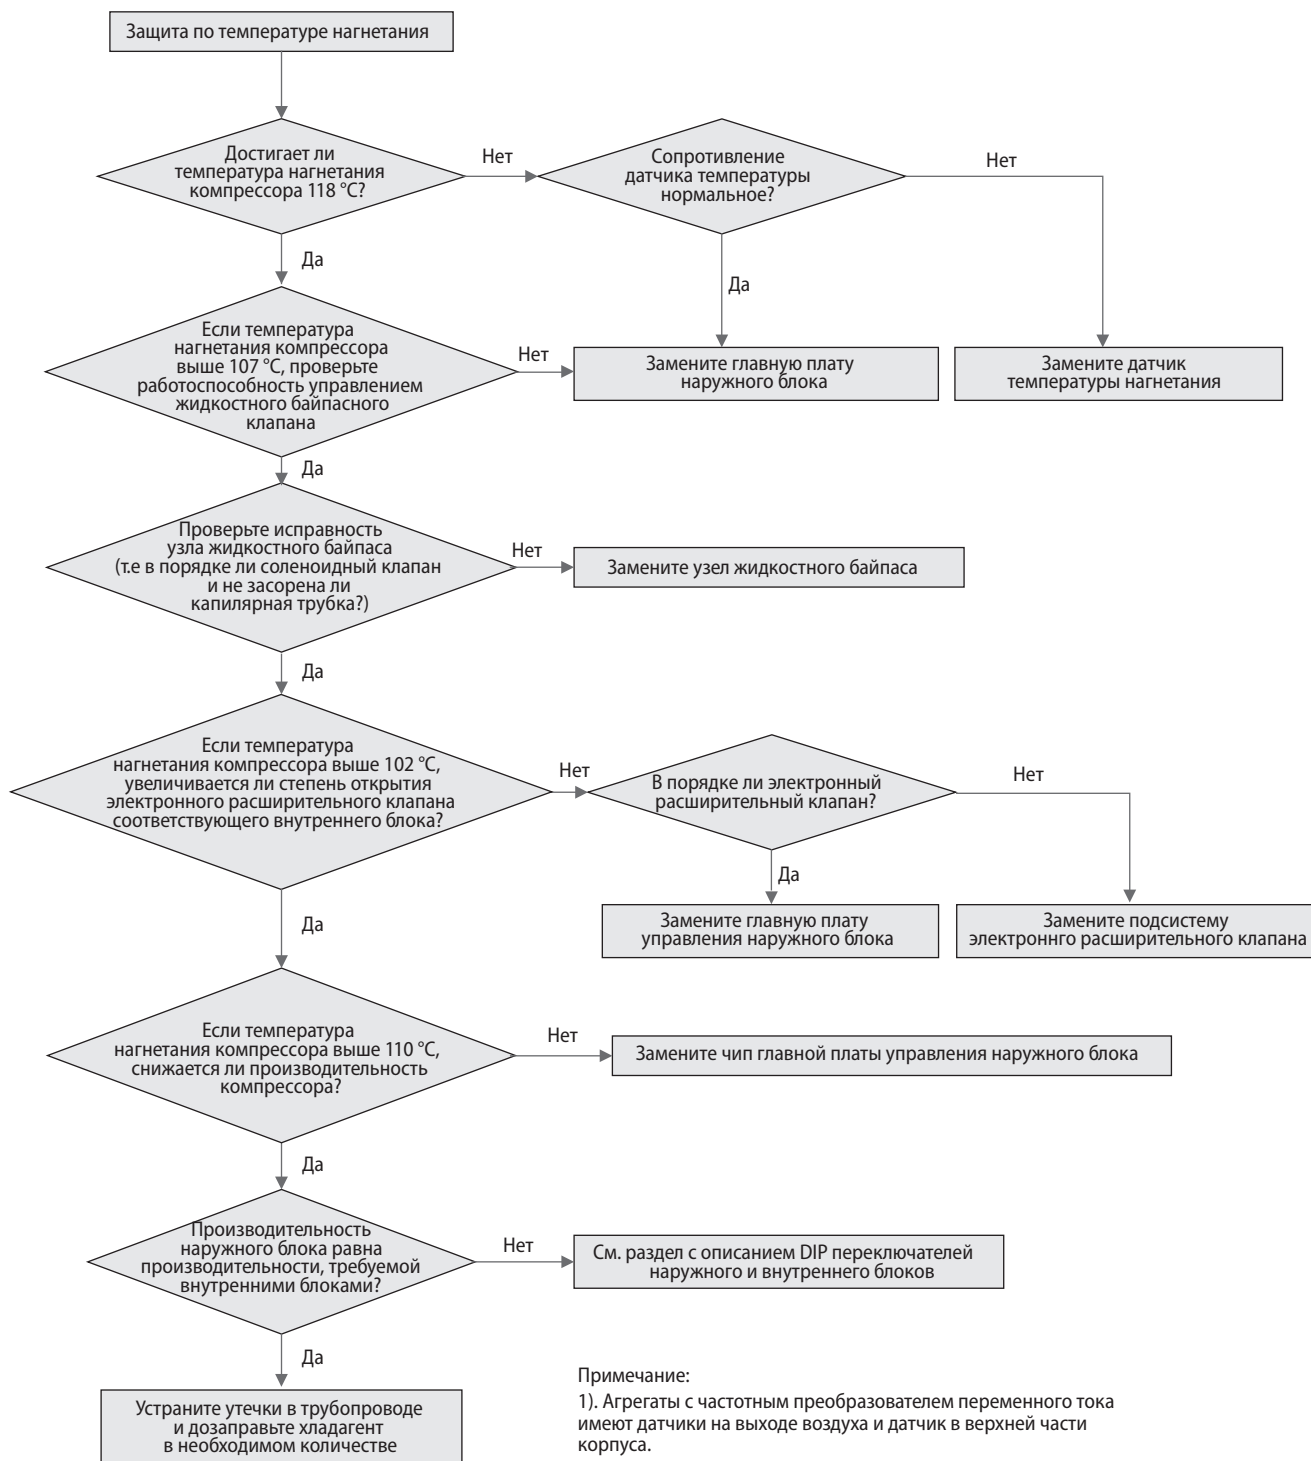 Защита по температуре нагнетания
Достигает ли
температура нагнетания
компрессора 118 °C?
Нет
Сопротивление
датчика температуры
нормальное?
Нет
Да
Да
Если температура
нагнетания компрессора
выше 107 °C, проверьте
работоспособность управлением
жидкостного байпасного
клапана
Нет
Замените главную плату
наружного блока
Замените датчик
температуры нагнетания
Да
Проверьте исправность
узла жидкостного байпаса
(т.е в порядке ли соленоидный клапан
и не засорена ли
капилярная трубка?)
Нет
Замените узел жидкостного байпаса
Да
Если температура
нагнетания компрессора выше 102 °C,
увеличивается ли степень открытия
электронного расширительного клапана
соответствующего внутреннего блока?
Нет
В порядке ли электронный
расширительный клапан?
Нет
Да
Да
Замените главную плату
управления наружного блока
Замените подсистему
электроннго расширительного клапана
Если температура
нагнетания компрессора выше 110 °C,
снижается ли производительность
компрессора?
Нет
Замените чип главной платы управления наружного блока
Да
Производительность
наружного блока равна
производительности, требуемой
внутренними блоками?
Нет
См. раздел с описанием DIP переключателей
наружного и внутреннего блоков
Да
Устраните утечки в трубопроводе
и дозаправьте хладагент
в необходимом количестве
Примечание:
1). Агрегаты с частотным преобразователем переменного тока
имеют датчики на выходе воздуха и датчик в верхней части
корпуса.